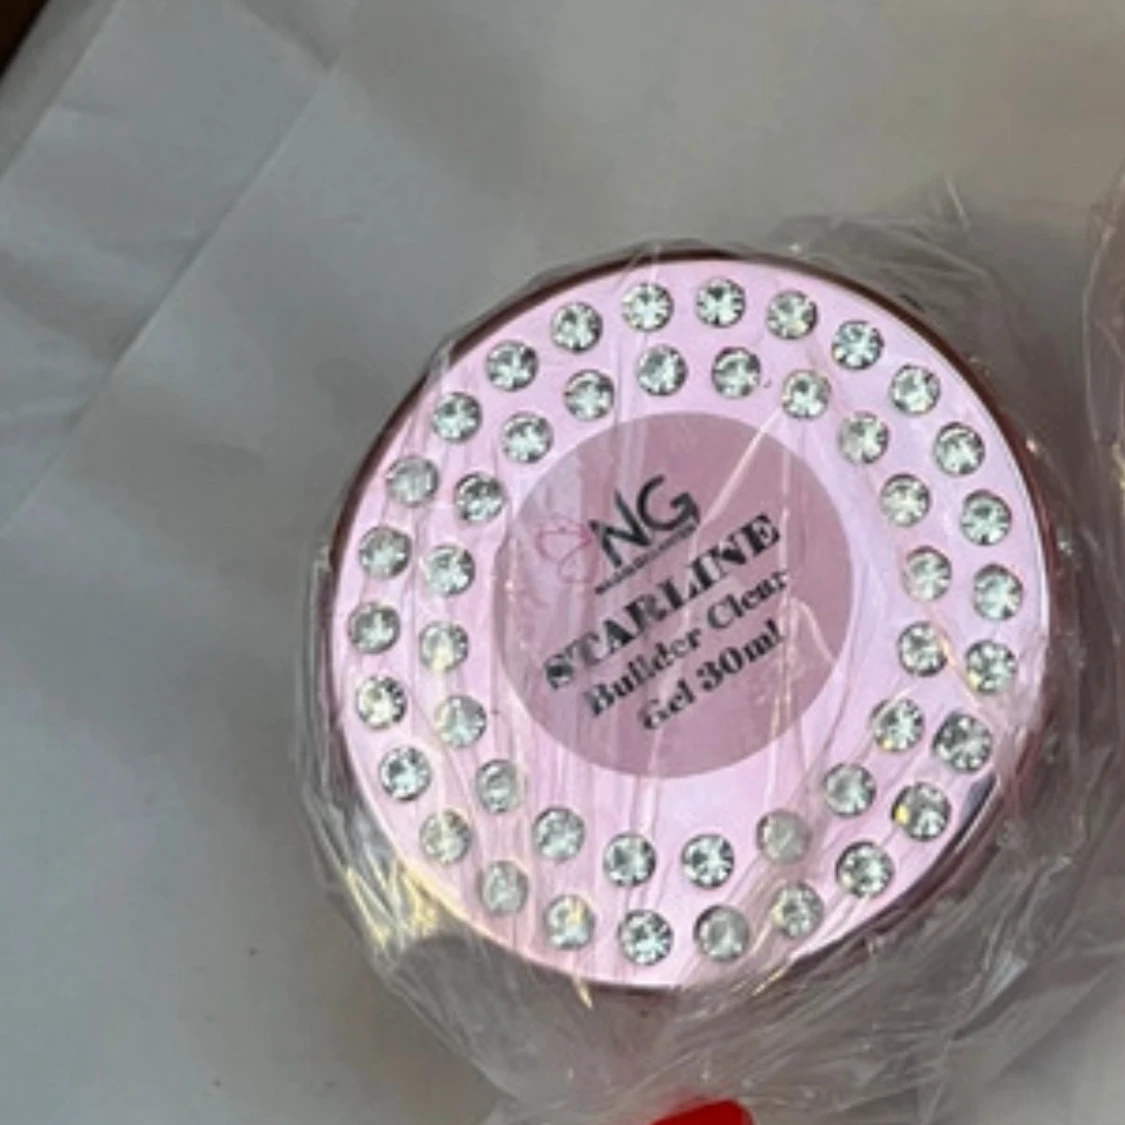 NG
STARLINE
Builder Clear
Gel 30ml